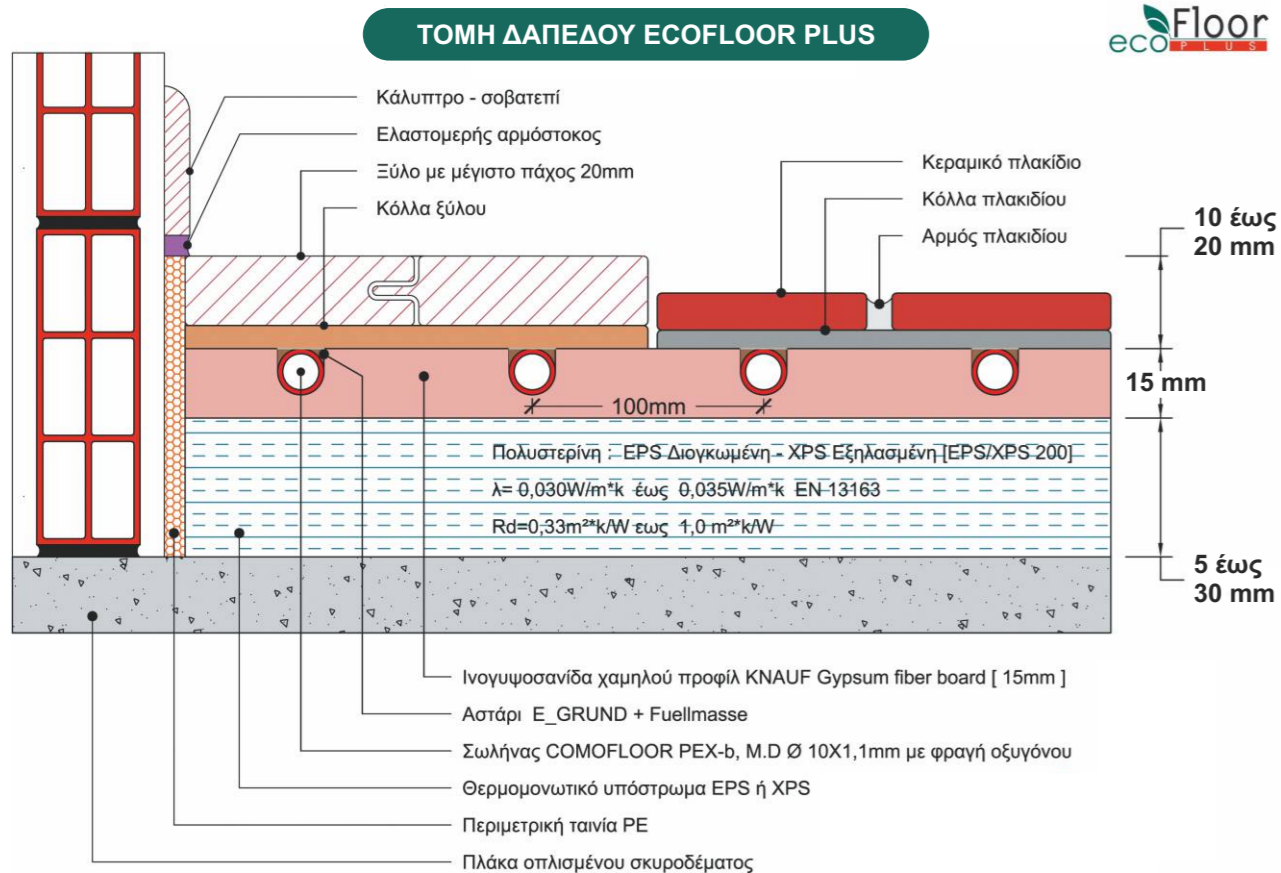 ΤΟΜΗ ΔΑΠΕΔΟΥ ECOFLOOR PLUS
ecoFloor
PLUS
Κάλυπτρο - σοβατεπί
Ελαστομερής αρμόστοκος
Ξύλο με μέγιστο πάχος 20mm
Κόλλα ξύλου
Κεραμικό πλακίδιο
Κόλλα πλακιδίου
Αρμός πλακιδίου
10 έως
20 mm
15 mm
100mm
Πολυστερίνη : EPS Διογκωμένη - XPS Εξηλασμένη [EPS/XPS 200]
λ= 0,030W/m*k έως 0,035W/m*k EN 13163
Rd=0,33m²*k/W εως 1,0 m²*k/W
5 έως
30 mm
Ινογυψοσανίδα χαμηλού προφίλ KNAUF Gypsum fiber board [ 15mm ]
Αστάρι E_GRUND + Fuellmasse
Σωλήνας COMOFLOOR PEX-b, M.D Ø 10X1,1mm με φραγή οξυγόνου
Θερμομονωτικό υπόστρωμα EPS ή XPS
Περιμετρική ταινία PE
Πλάκα οπλισμένου σκυροδέματος